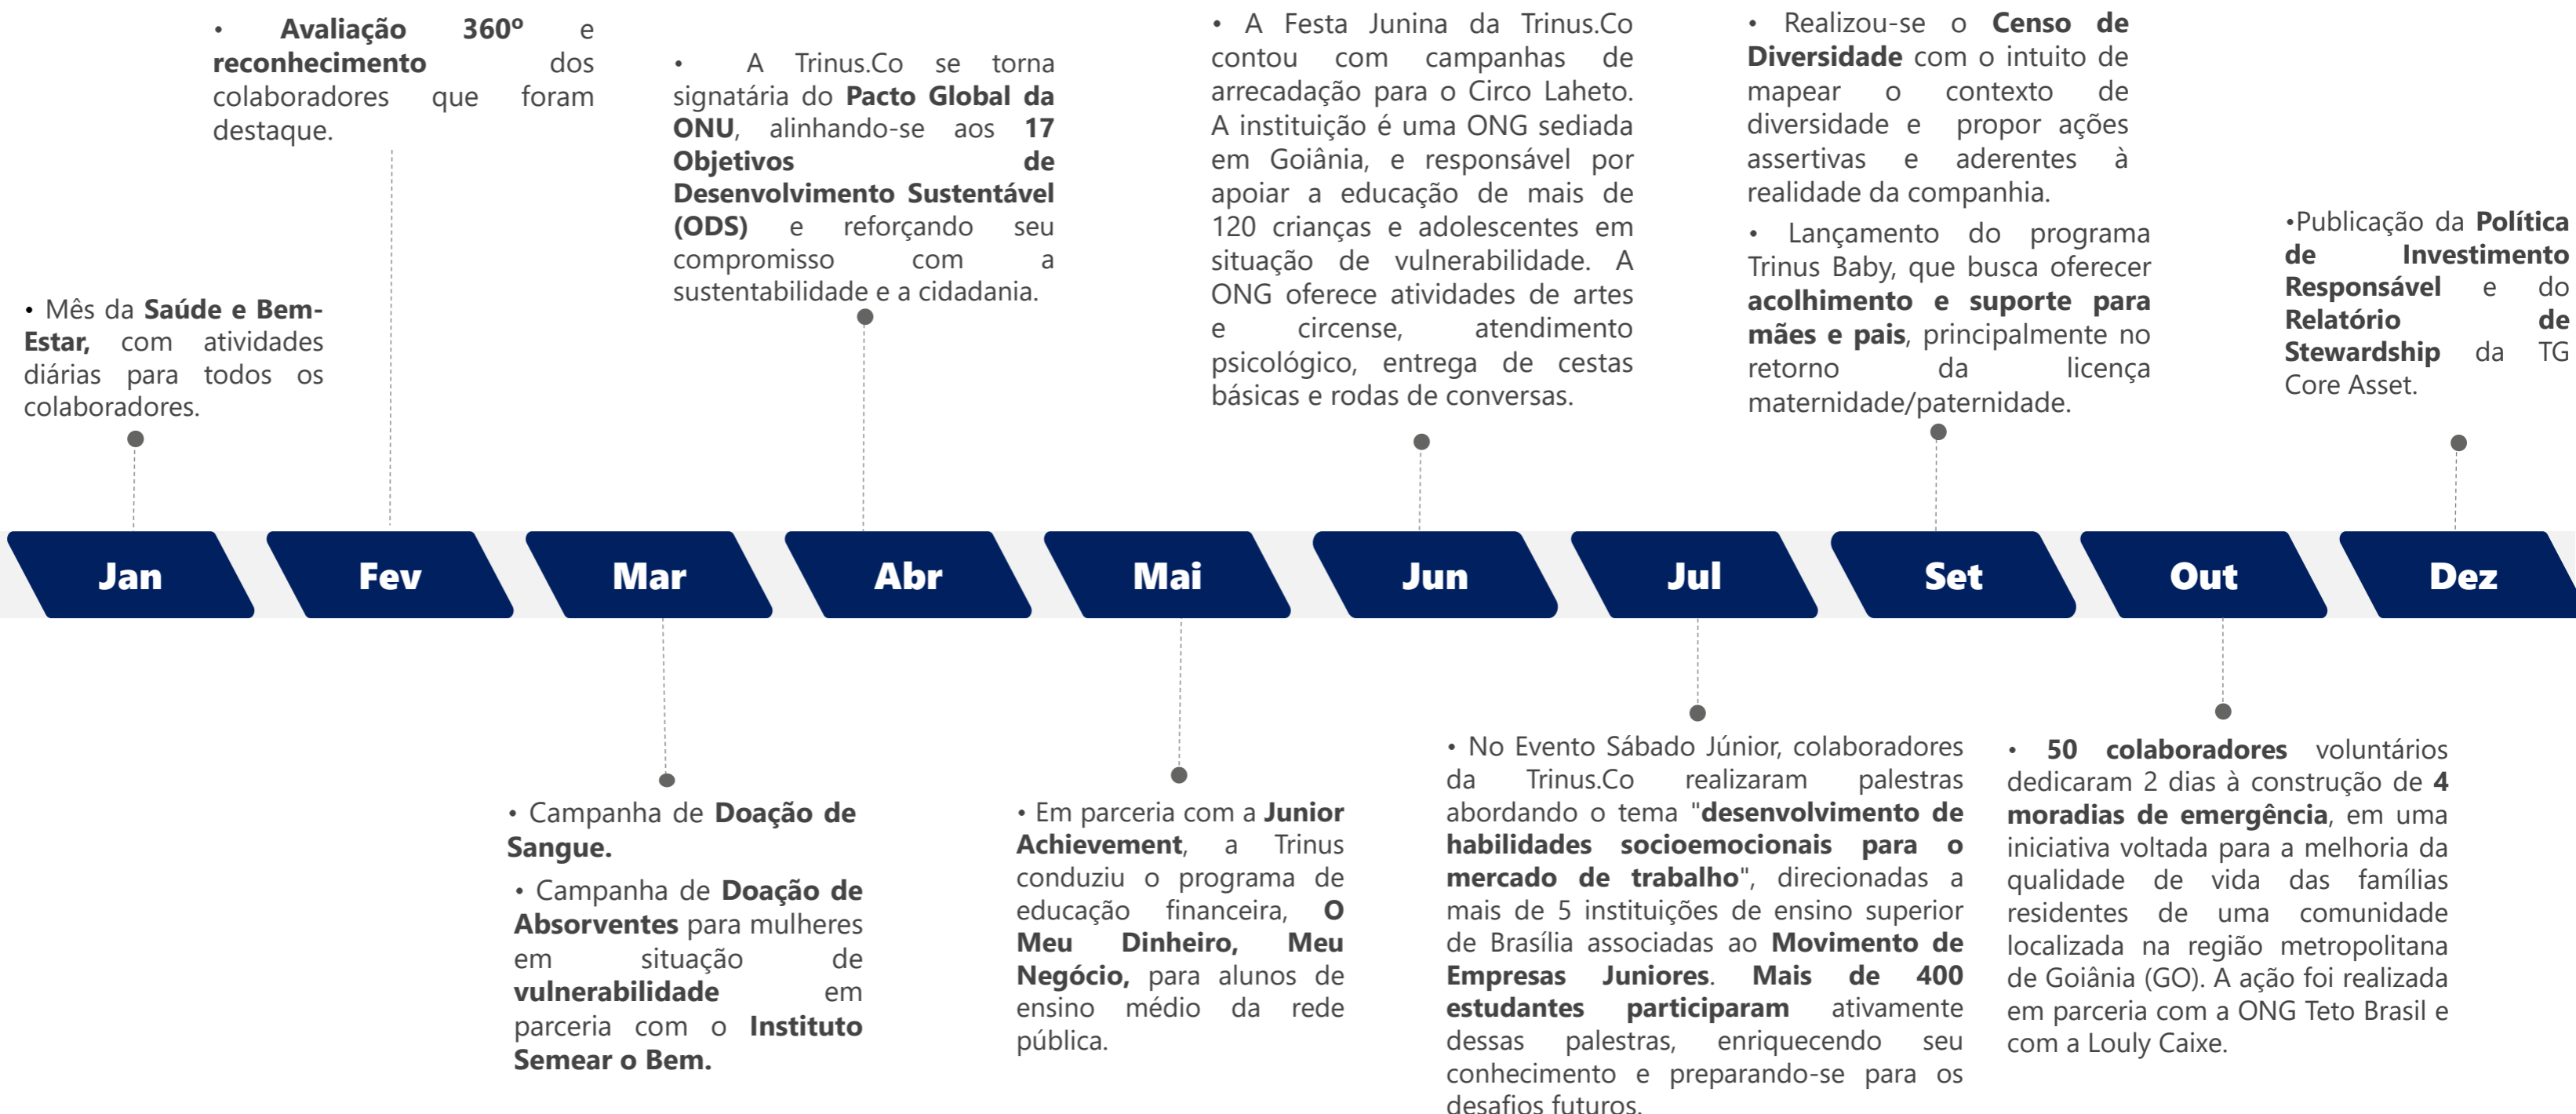 • Avaliação 360º e
reconhecimento dos
colaboradores que foram
destaque.
• A Trinus.Co se torna
signatária do Pacto Global da
ONU, alinhando-se aos 17
Objetivos de
Desenvolvimento Sustentável
(ODS) e reforçando seu
compromisso com a
sustentabilidade e a cidadania.
• A Festa Junina da Trinus.Co
contou com campanhas de
arrecadação para o Circo Laheto.
A instituição é uma ONG sediada
em Goiânia, e responsável por
apoiar a educação de mais de
120 crianças e adolescentes em
situação de vulnerabilidade. A
ONG oferece atividades de artes
e circense, atendimento
psicológico, entrega de cestas
básicas e rodas de conversas.
• Realizou-se o Censo de
Diversidade com o intuito de
mapear o contexto de
diversidade e propor ações
assertivas e aderentes à
realidade da companhia.
• Lançamento do programa
Trinus Baby, que busca oferecer
acolhimento e suporte para
mães e pais, principalmente no
retorno da licença
maternidade/paternidade.
•Publicação da Política
de Investimento
Responsável e do
Relatório de
Stewardship da TG
Core Asset.
• Mês da Saúde e Bem-
Estar, com atividades
diárias para todos os
colaboradores.
Jan
Fev
Mar
Abr
Mai
Jun
Jul
Set
Out
Dez
• Campanha de Doação de
Sangue.
• Campanha de Doação de
Absorventes para mulheres
em situação de
vulnerabilidade em
parceria com o Instituto
Semear o Bem.
• Em parceria com a Junior
Achievement, a Trinus
conduziu o programa de
educação financeira, O
Meu Dinheiro, Meu
Negócio, para alunos de
ensino médio da rede
pública.
• No Evento Sábado Júnior, colaboradores
da Trinus.Co realizaram palestras
abordando o tema "desenvolvimento de
habilidades socioemocionais para o
mercado de trabalho", direcionadas a
mais de 5 instituições de ensino superior
de Brasília associadas ao Movimento de
Empresas Juniores. Mais de 400
estudantes participaram ativamente
dessas palestras, enriquecendo seu
conhecimento e preparando-se para os
desafios futuros.
• 50 colaboradores voluntários
dedicaram 2 dias à construção de 4
moradias de emergência, em uma
iniciativa voltada para a melhoria da
qualidade de vida das famílias
residentes de uma comunidade
localizada na região metropolitana
de Goiânia (GO). A ação foi realizada
em parceria com a ONG Teto Brasil e
com a Louly Caixe.